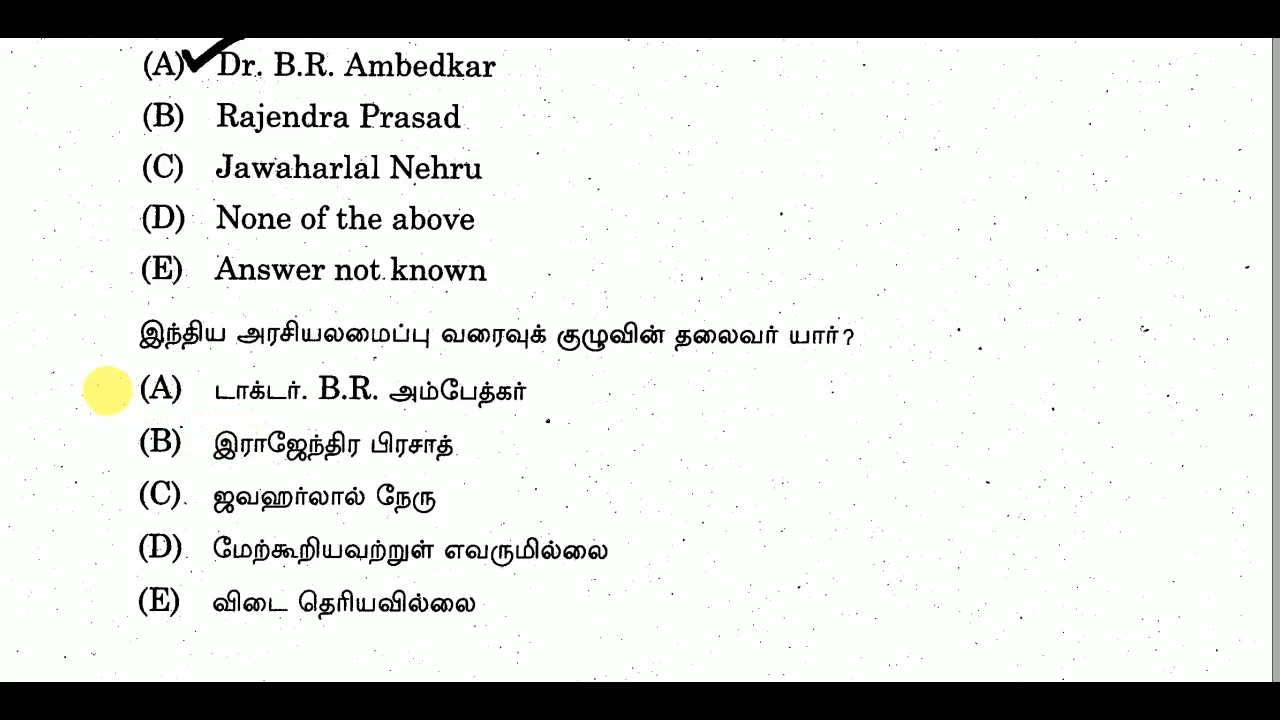 (A) Dr. B.R. Ambedkar
(B) Rajendra Prasad
(C) Jawaharlal Nehru
(D) None of the above
(E) Answer not known
இந்திய அரசியலமைப்பு வரைவுக் குழுவின் தலைவர் யார்?
(A) டாக்டர். B.R. அம்பேத்கர்
(B) இராஜேந்திர பிரசாத்
(C) ஜவஹர்லால் நேரு
(D) மேற்கூறியவற்றுள் எவருமில்லை
(E) விடை தெரியவில்லை